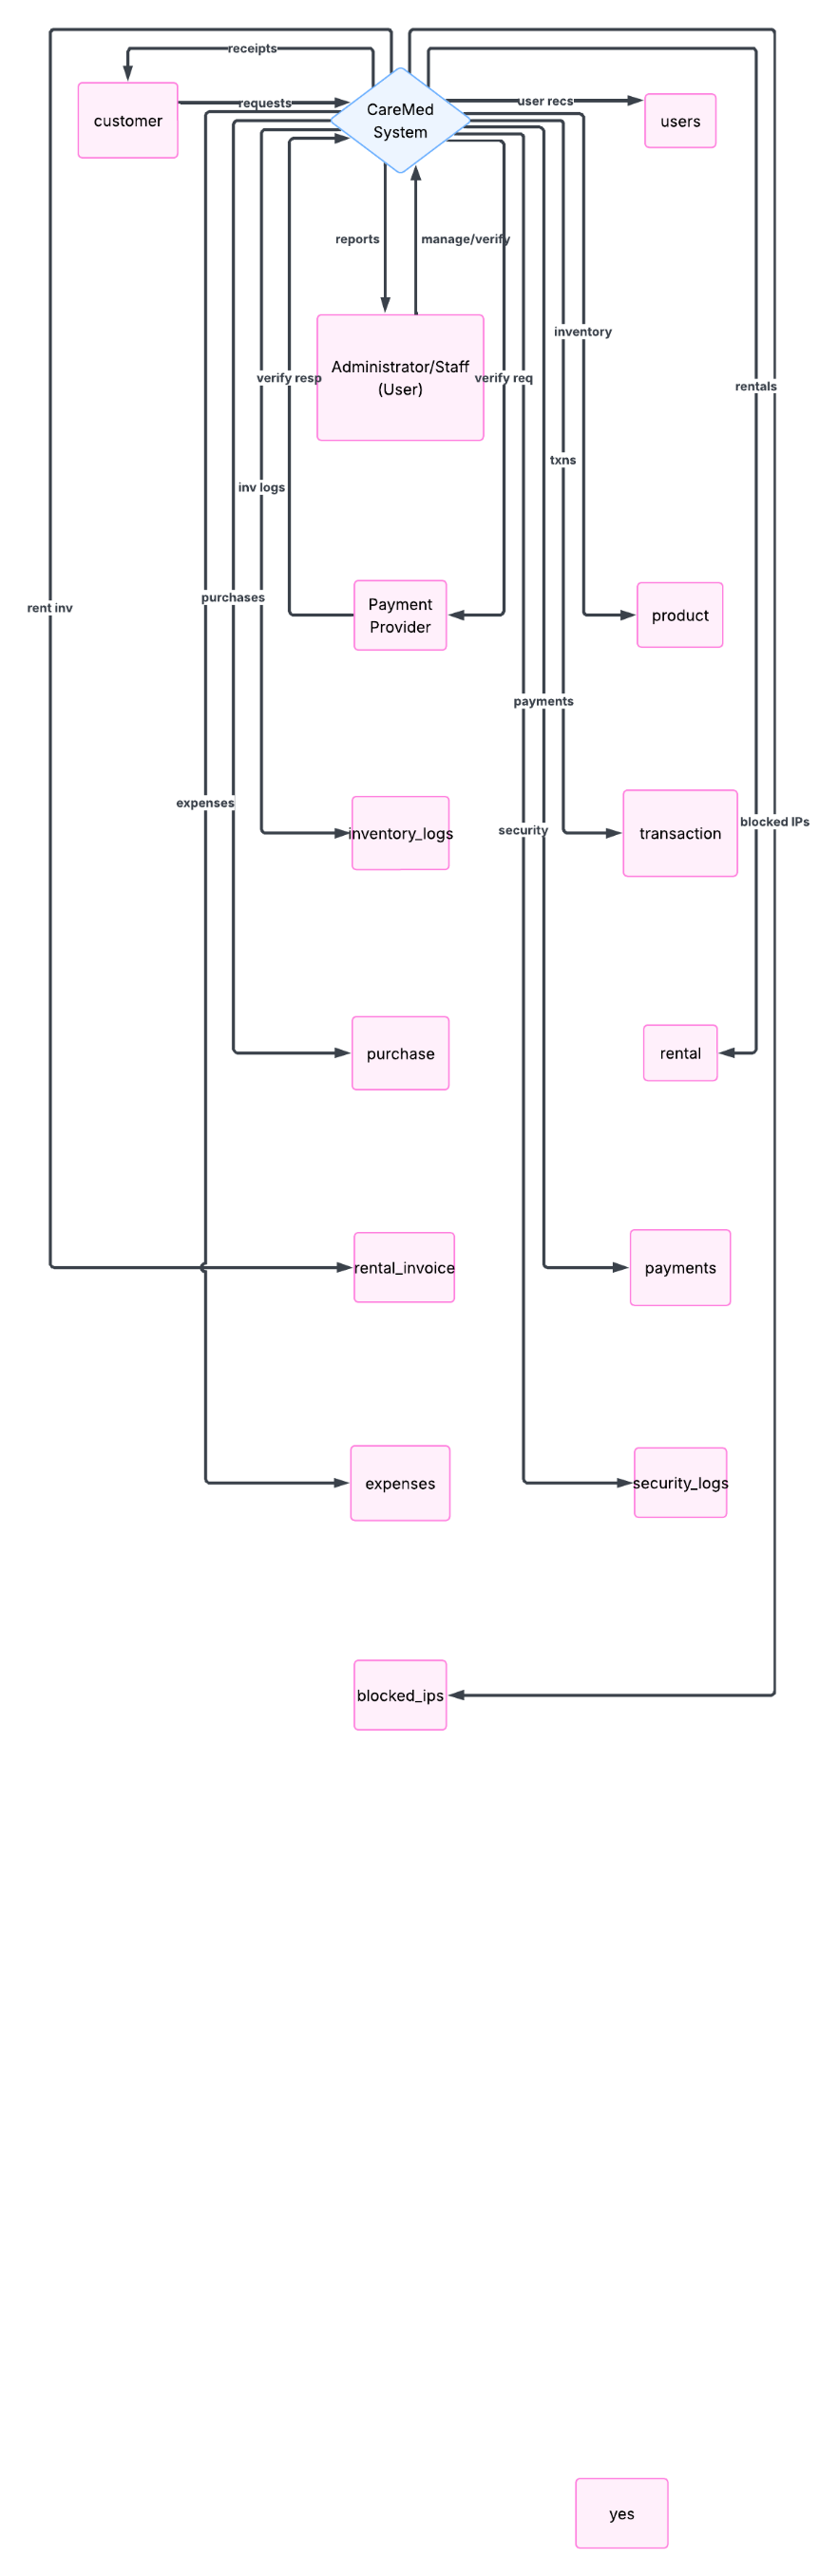 receipts
customer
requests
CareMed
System
user recs
users
reports
manage/verify
inventory
Administrator/Staff
(User)
verify resp
verify req
rentals
txns
inv logs
purchases
rent inv
Payment
Provider
product
payments
expenses
security
blocked IPs
inventory_logs
transaction
purchase
rental
rental_invoice
payments
expenses
security_logs
blocked_ips
yes